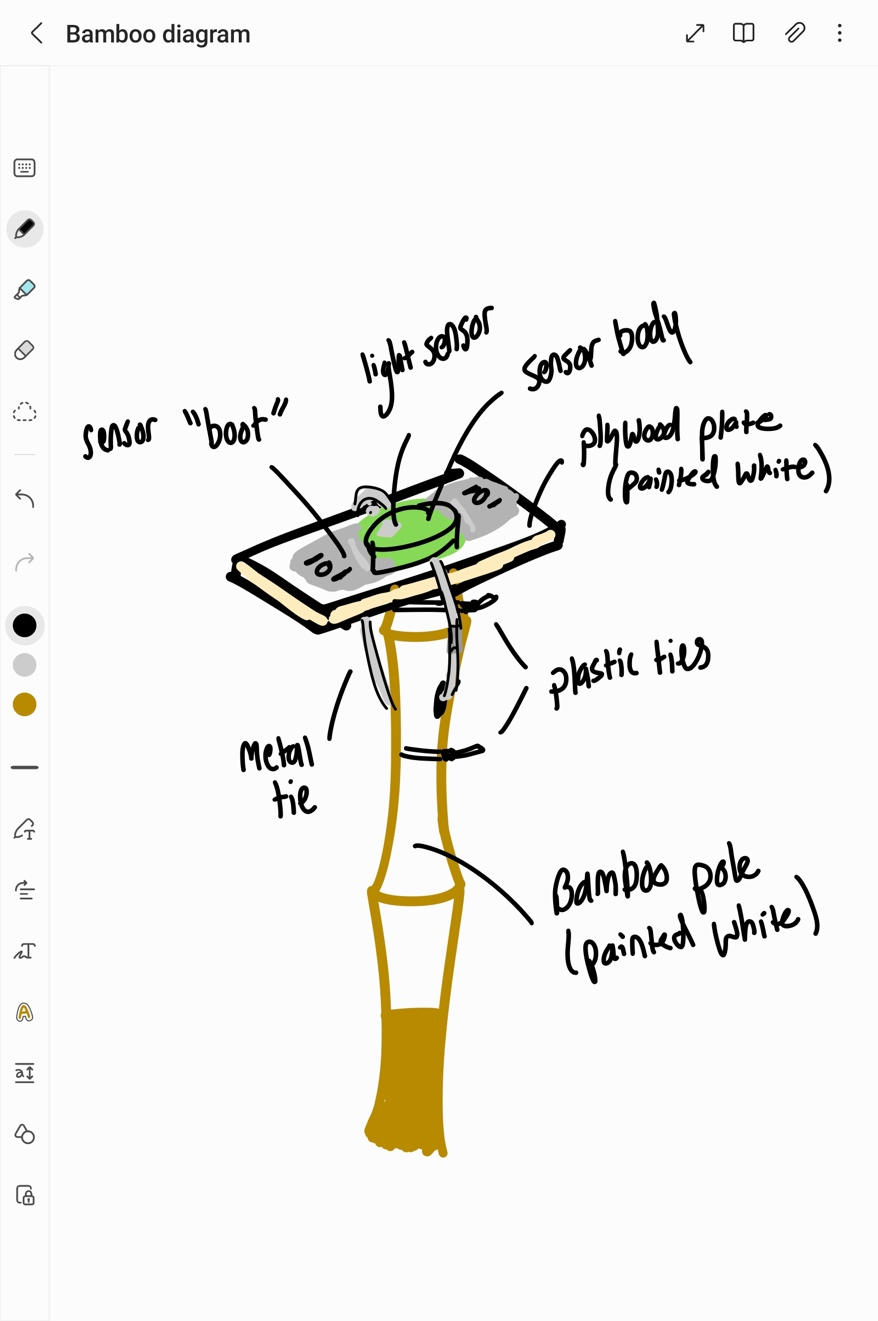 Bamboo diagram
light sensor
sensor body
sensor "boot"
plywood plate
(painted white)
101
101
plastic ties
Metal
tie
Bamboo pole
(painted white)